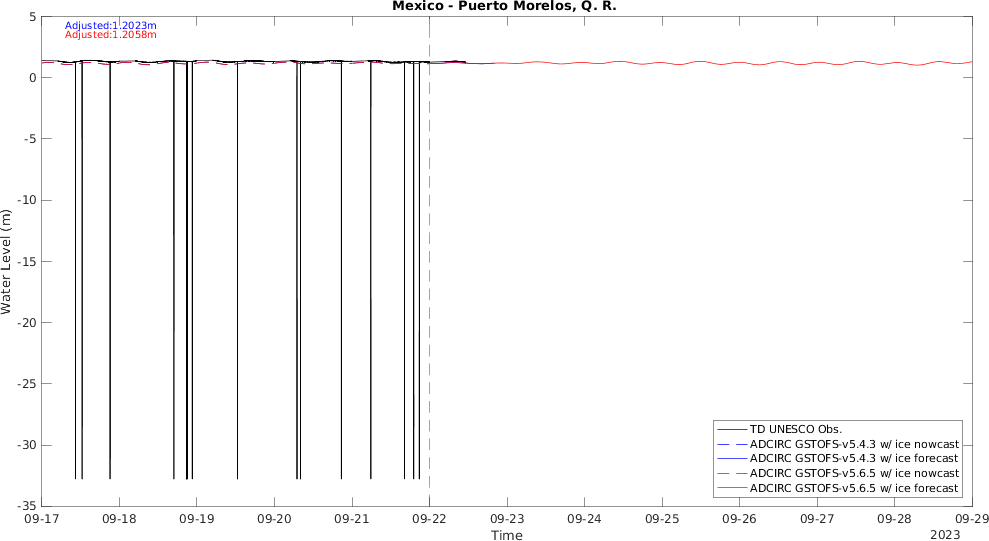 Mexico - Puerto Morelos, Q. R.
Adjusted:1.2023m
Adjusted:1.2058m
5
0
-5
-10
-15
-20
-25
-30
-35
Water Level (m)
TD UNESCO Obs.
ADCIRC GSTOFS-v5.4.3 w/ ice nowcast
ADCIRC GSTOFS-v5.4.3 w/ ice forecast
ADCIRC GSTOFS-v5.6.5 w/ ice nowcast
ADCIRC GSTOFS-v5.6.5 w/ ice forecast
09-17 09-18 09-19 09-20 09-21 09-22 09-23 09-24 09-25 09-26 09-27 09-28 09-29
Time
2023